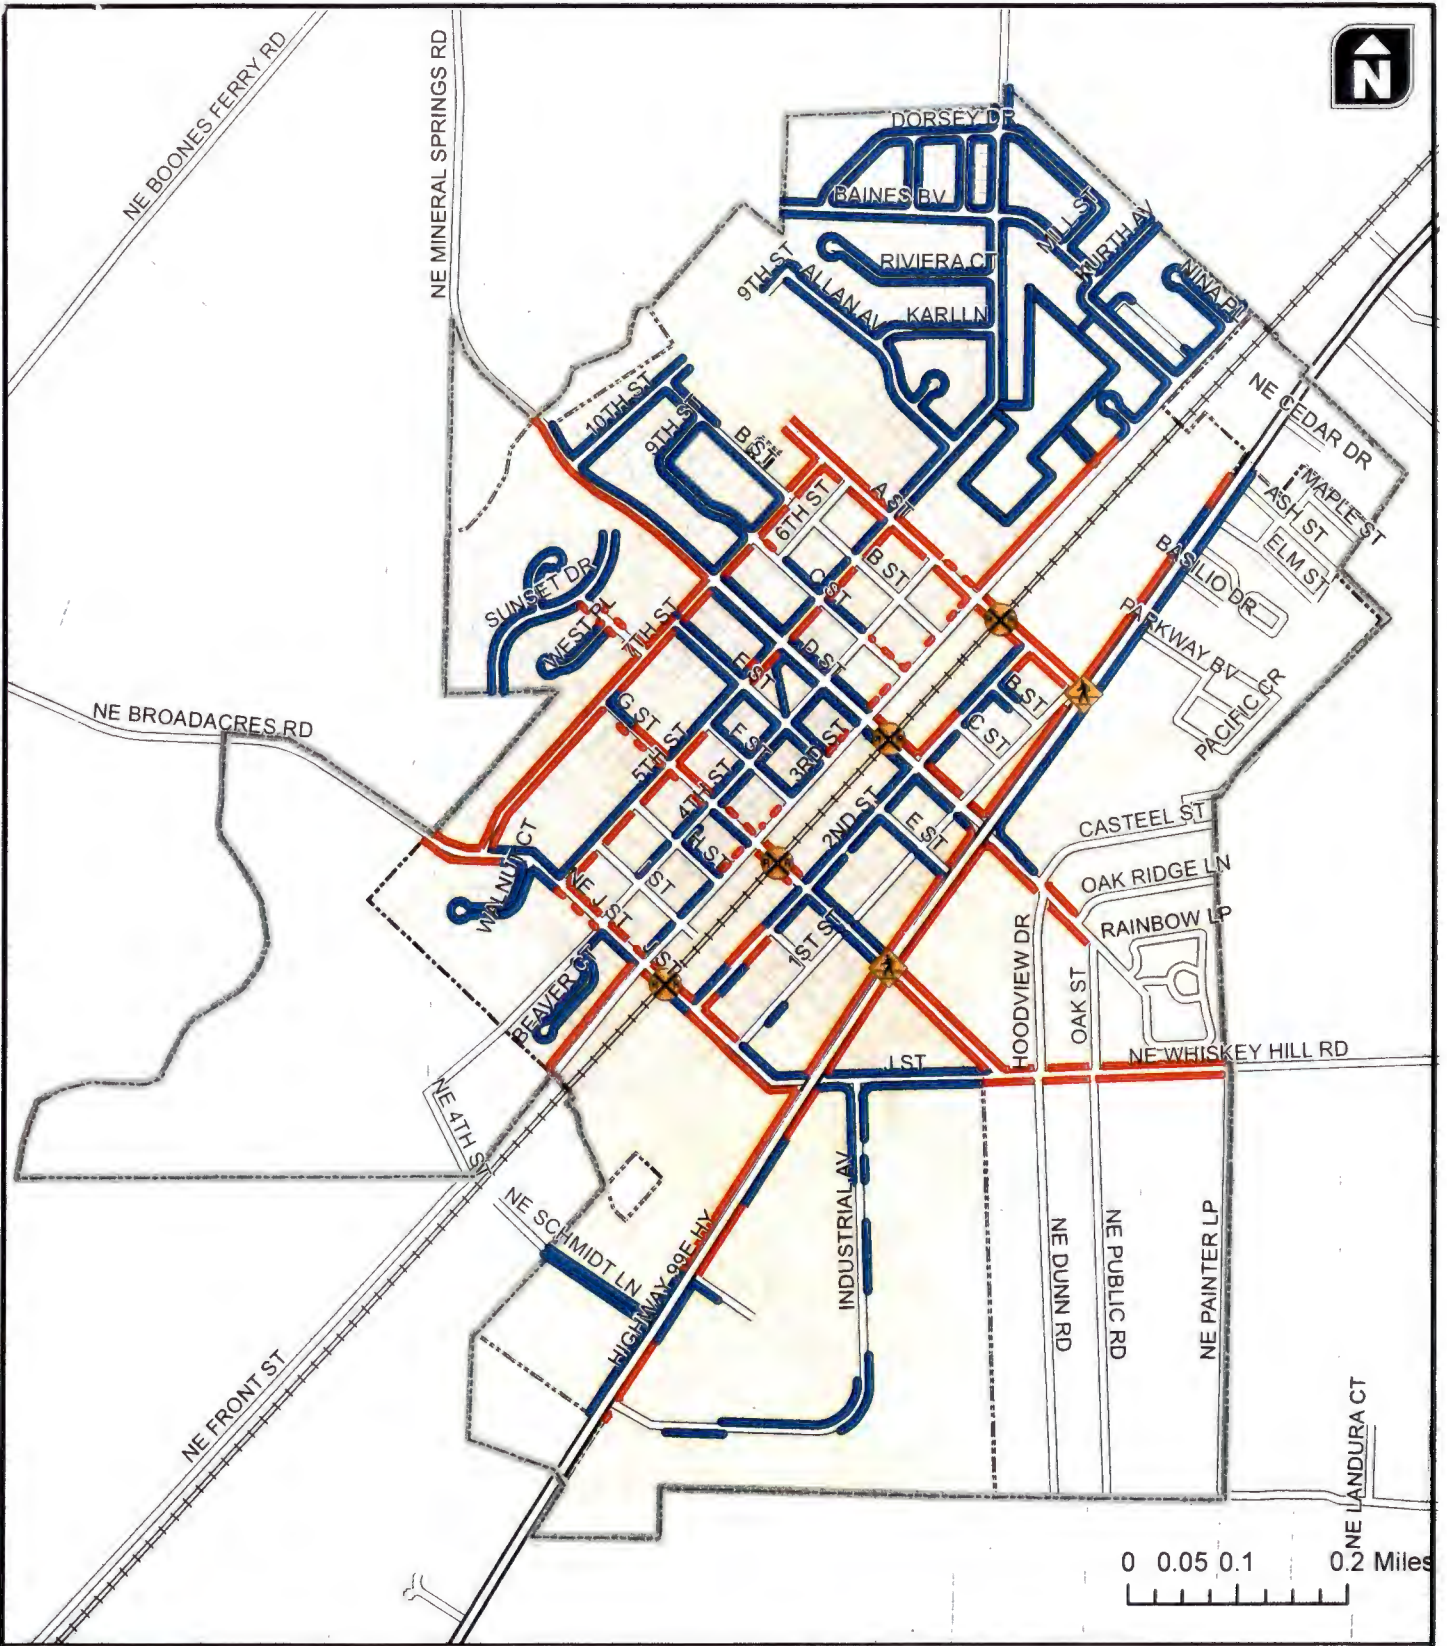 N
NE BOONES FERRY RD
NE MINERAL SPRINGS RD
DORSEY DR
BAINES BV
MILL ST
KURTH AV
RIVIERA CT
NINA PL
9TH ST
ALLAN AV
KARL LN
NE CEDAR DR
10TH ST
9TH ST
B ST
MAPLE ST
ASH ST
A ST
6TH ST
ELM ST
BASILIO DR
B ST
C ST
SUNSET DR
PARKWAY BV
WEST PL
7TH ST
D ST
E ST
B ST
PACIFIC CR
NE BROADACRES RD
G ST
C ST
5TH ST
F ST
3RD ST
4TH ST
2ND ST
E ST
CASTEEL ST
WALNUT CT
H ST
OAK RIDGE LN
I ST
NE J ST
RAINBOW LP
1ST ST
J ST
HOODVIEW DR
OAK ST
BEAVER CT
J ST
NE WHISKEY HILL RD
NE 4TH ST
INDUSTRIAL AV
NE SCHMIDT LN
HIGHWAY 99E HY
NE DUNN RD
NE PUBLIC RD
NE PAINTER LP
NE FRONT ST
NE LANDURA CT
0 0.05 0.1 0.2 Miles